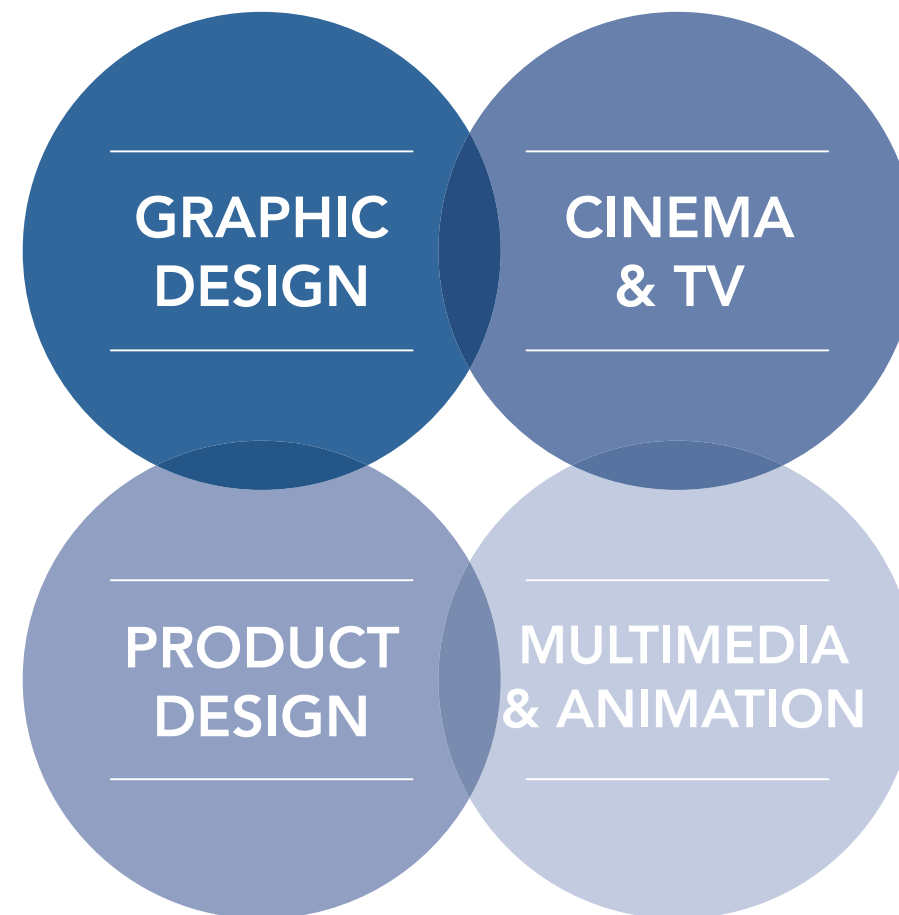 GRAPHIC
DESIGN
CINEMA
& TV
PRODUCT
DESIGN
MULTIMEDIA
& ANIMATION